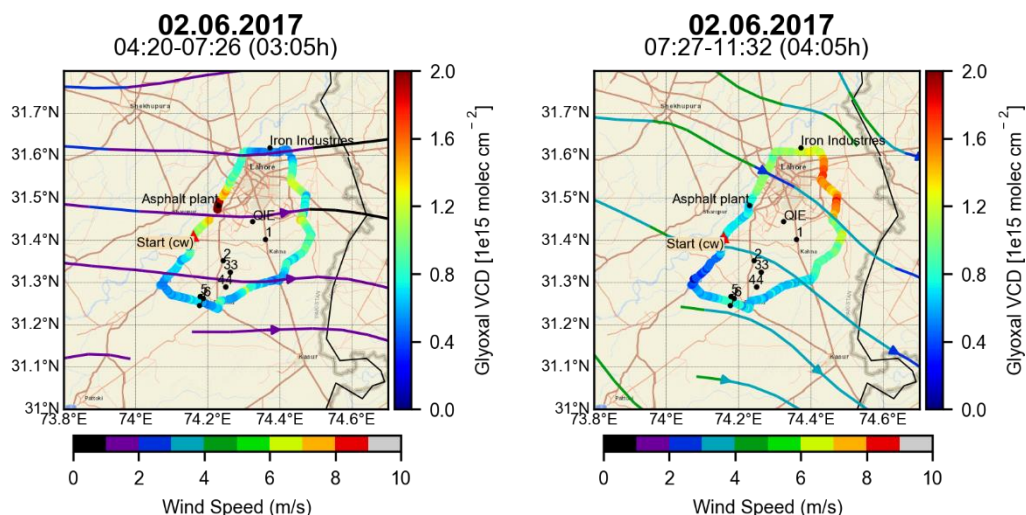 02.06.2017
04:20-07:26 (03:05h)
31.7°N
31.6°N
31.5°N
31.4°N
31.3°N
31.2°N
31.1°N
31°N
73.8°E
74°E
74.2°E
74.4°E
74.6°E
Shekhupura
Iron Industries
Lahore
Asphalt plant
QIE
1
Start (cw)
Kahna
2
33
44
5
6
Kasur
Pattoki
2.0
1.6
1.2
0.8
0.4
0.0
Glyoxal VCD [1e15 molec cm⁻²]
0 2 4 6 8 10
Wind Speed (m/s)
02.06.2017
07:27-11:32 (04:05h)
31.7°N
31.6°N
31.5°N
31.4°N
31.3°N
31.2°N
31.1°N
31°N
73.8°E
74°E
74.2°E
74.4°E
74.6°E
Shekhupura
Iron Industries
Lahore
Asphalt plant
Sharqpur
QIE
1
Start (cw)
Kahna
2
33
44
5
6
Kasur
Pattoki
2.0
1.6
1.2
0.8
0.4
0.0
Glyoxal VCD [1e15 molec cm⁻²]
0 2 4 6 8 10
Wind Speed (m/s)